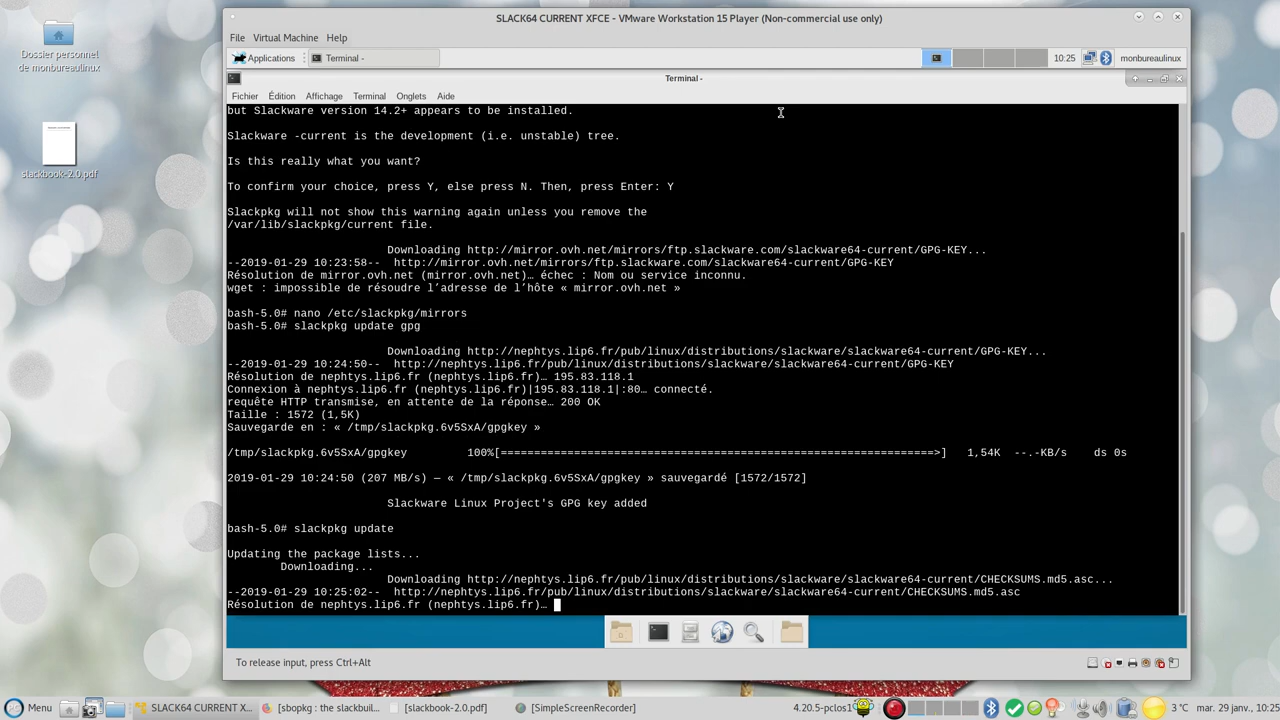 Dossier personnel
de monbureaulinux
slackbook-2.0.pdf
SLACK64 CURRENT XFCE - VMware Workstation 15 Player (Non-commercial use only)
File Virtual Machine Help
Applications Terminal - 10:25 monbureaulinux
Terminal -
Fichier Édition Affichage Terminal Onglets Aide
but Slackware version 14.2+ appears to be installed.
Slackware -current is the development (i.e. unstable) tree.
Is this really what you want?
To confirm your choice, press Y, else press N. Then, press Enter: Y
Slackpkg will not show this warning again unless you remove the
/var/lib/slackpkg/current file.
Downloading http://mirror.ovh.net/mirrors/ftp.slackware.com/slackware64-current/GPG-KEY...
--2019-01-29 10:23:58-- http://mirror.ovh.net/mirrors/ftp.slackware.com/slackware64-current/GPG-KEY
Résolution de mirror.ovh.net (mirror.ovh.net)… échec : Nom ou service inconnu.
wget : impossible de résoudre l’adresse de l’hôte « mirror.ovh.net »
bash-5.0# nano /etc/slackpkg/mirrors
bash-5.0# slackpkg update gpg
Downloading http://nephtys.lip6.fr/pub/linux/distributions/slackware/slackware64-current/GPG-KEY...
--2019-01-29 10:24:50-- http://nephtys.lip6.fr/pub/linux/distributions/slackware/slackware64-current/GPG-KEY
Résolution de nephtys.lip6.fr (nephtys.lip6.fr)… 195.83.118.1
Connexion à nephtys.lip6.fr (nephtys.lip6.fr)|195.83.118.1|:80… connecté.
requête HTTP transmise, en attente de la réponse… 200 OK
Taille : 1572 (1,5K)
Sauvegarde en : « /tmp/slackpkg.6v5SxA/gpgkey »
/tmp/slackpkg.6v5SxA/gpgkey 100%[=================================================================>] 1,54K --.-KB/s ds 0s
2019-01-29 10:24:50 (207 MB/s) — « /tmp/slackpkg.6v5SxA/gpgkey » sauvegardé [1572/1572]
Slackware Linux Project's GPG key added
bash-5.0# slackpkg update
Updating the package lists...
Downloading...
Downloading http://nephtys.lip6.fr/pub/linux/distributions/slackware/slackware64-current/CHECKSUMS.md5.asc...
--2019-01-29 10:25:02-- http://nephtys.lip6.fr/pub/linux/distributions/slackware/slackware64-current/CHECKSUMS.md5.asc
Résolution de nephtys.lip6.fr (nephtys.lip6.fr)…
To release input, press Ctrl+Alt
Menu SLACK64 CURRENT X... [sbopkg : the slackbuil... [slackbook-2.0.pdf] [SimpleScreenRecorder] 4.20.5-pclos1 3°C mar. 29 janv., 10:25